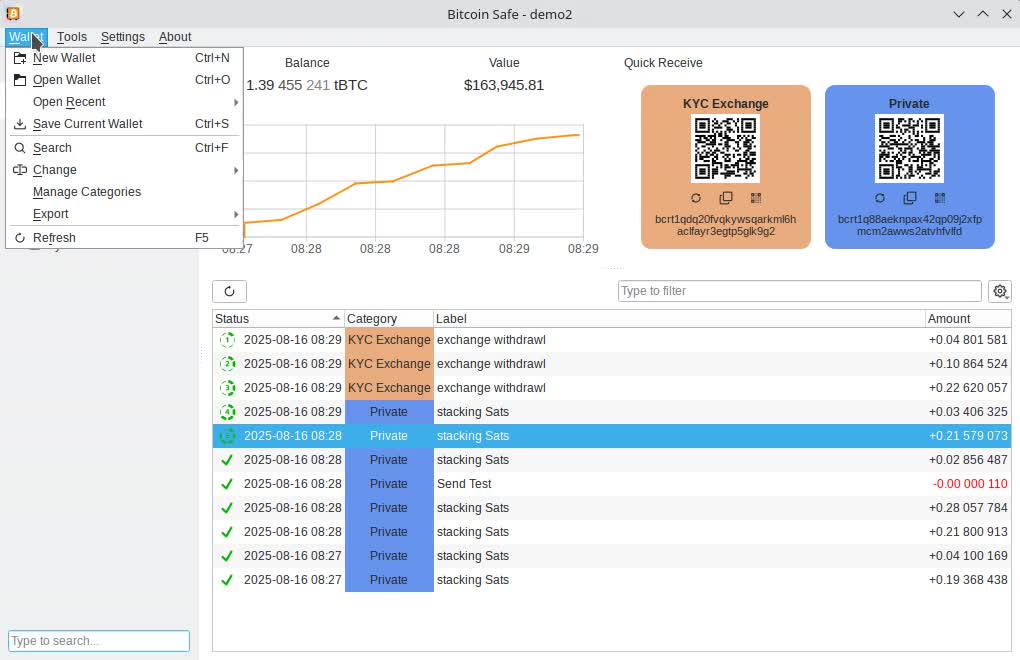 Bitcoin Safe - demo2
Wallet Tools Settings About
New Wallet Ctrl+N
Open Wallet Ctrl+O
Open Recent
Save Current Wallet Ctrl+S
Search Ctrl+F
Change
Manage Categories
Export
Refresh F5
Balance
1.39 455 241 tBTC
Value
$163,945.81
08:27 08:28 08:28 08:28 08:29 08:29
Quick Receive
KYC Exchange
bcrt1qdq20fvqkywsqarkml6h
aclfayr3egtp5glk9g2
Private
bcrt1q88aeknpax42qp09j2xfp
mcm2awws2atvhfvlfd
Type to filter
Status Category Label Amount
1 2025-08-16 08:29 KYC Exchange exchange withdrawl +0.04 801 581
2 2025-08-16 08:29 KYC Exchange exchange withdrawl +0.10 864 524
3 2025-08-16 08:29 KYC Exchange exchange withdrawl +0.22 620 057
4 2025-08-16 08:29 Private stacking Sats +0.03 406 325
2025-08-16 08:28 Private stacking Sats +0.21 579 073
2025-08-16 08:28 Private stacking Sats +0.02 856 487
2025-08-16 08:28 Private Send Test -0.00 000 110
2025-08-16 08:28 Private stacking Sats +0.28 057 784
2025-08-16 08:28 Private stacking Sats +0.21 800 913
2025-08-16 08:27 Private stacking Sats +0.04 100 169
2025-08-16 08:27 Private stacking Sats +0.19 368 438
Type to search...